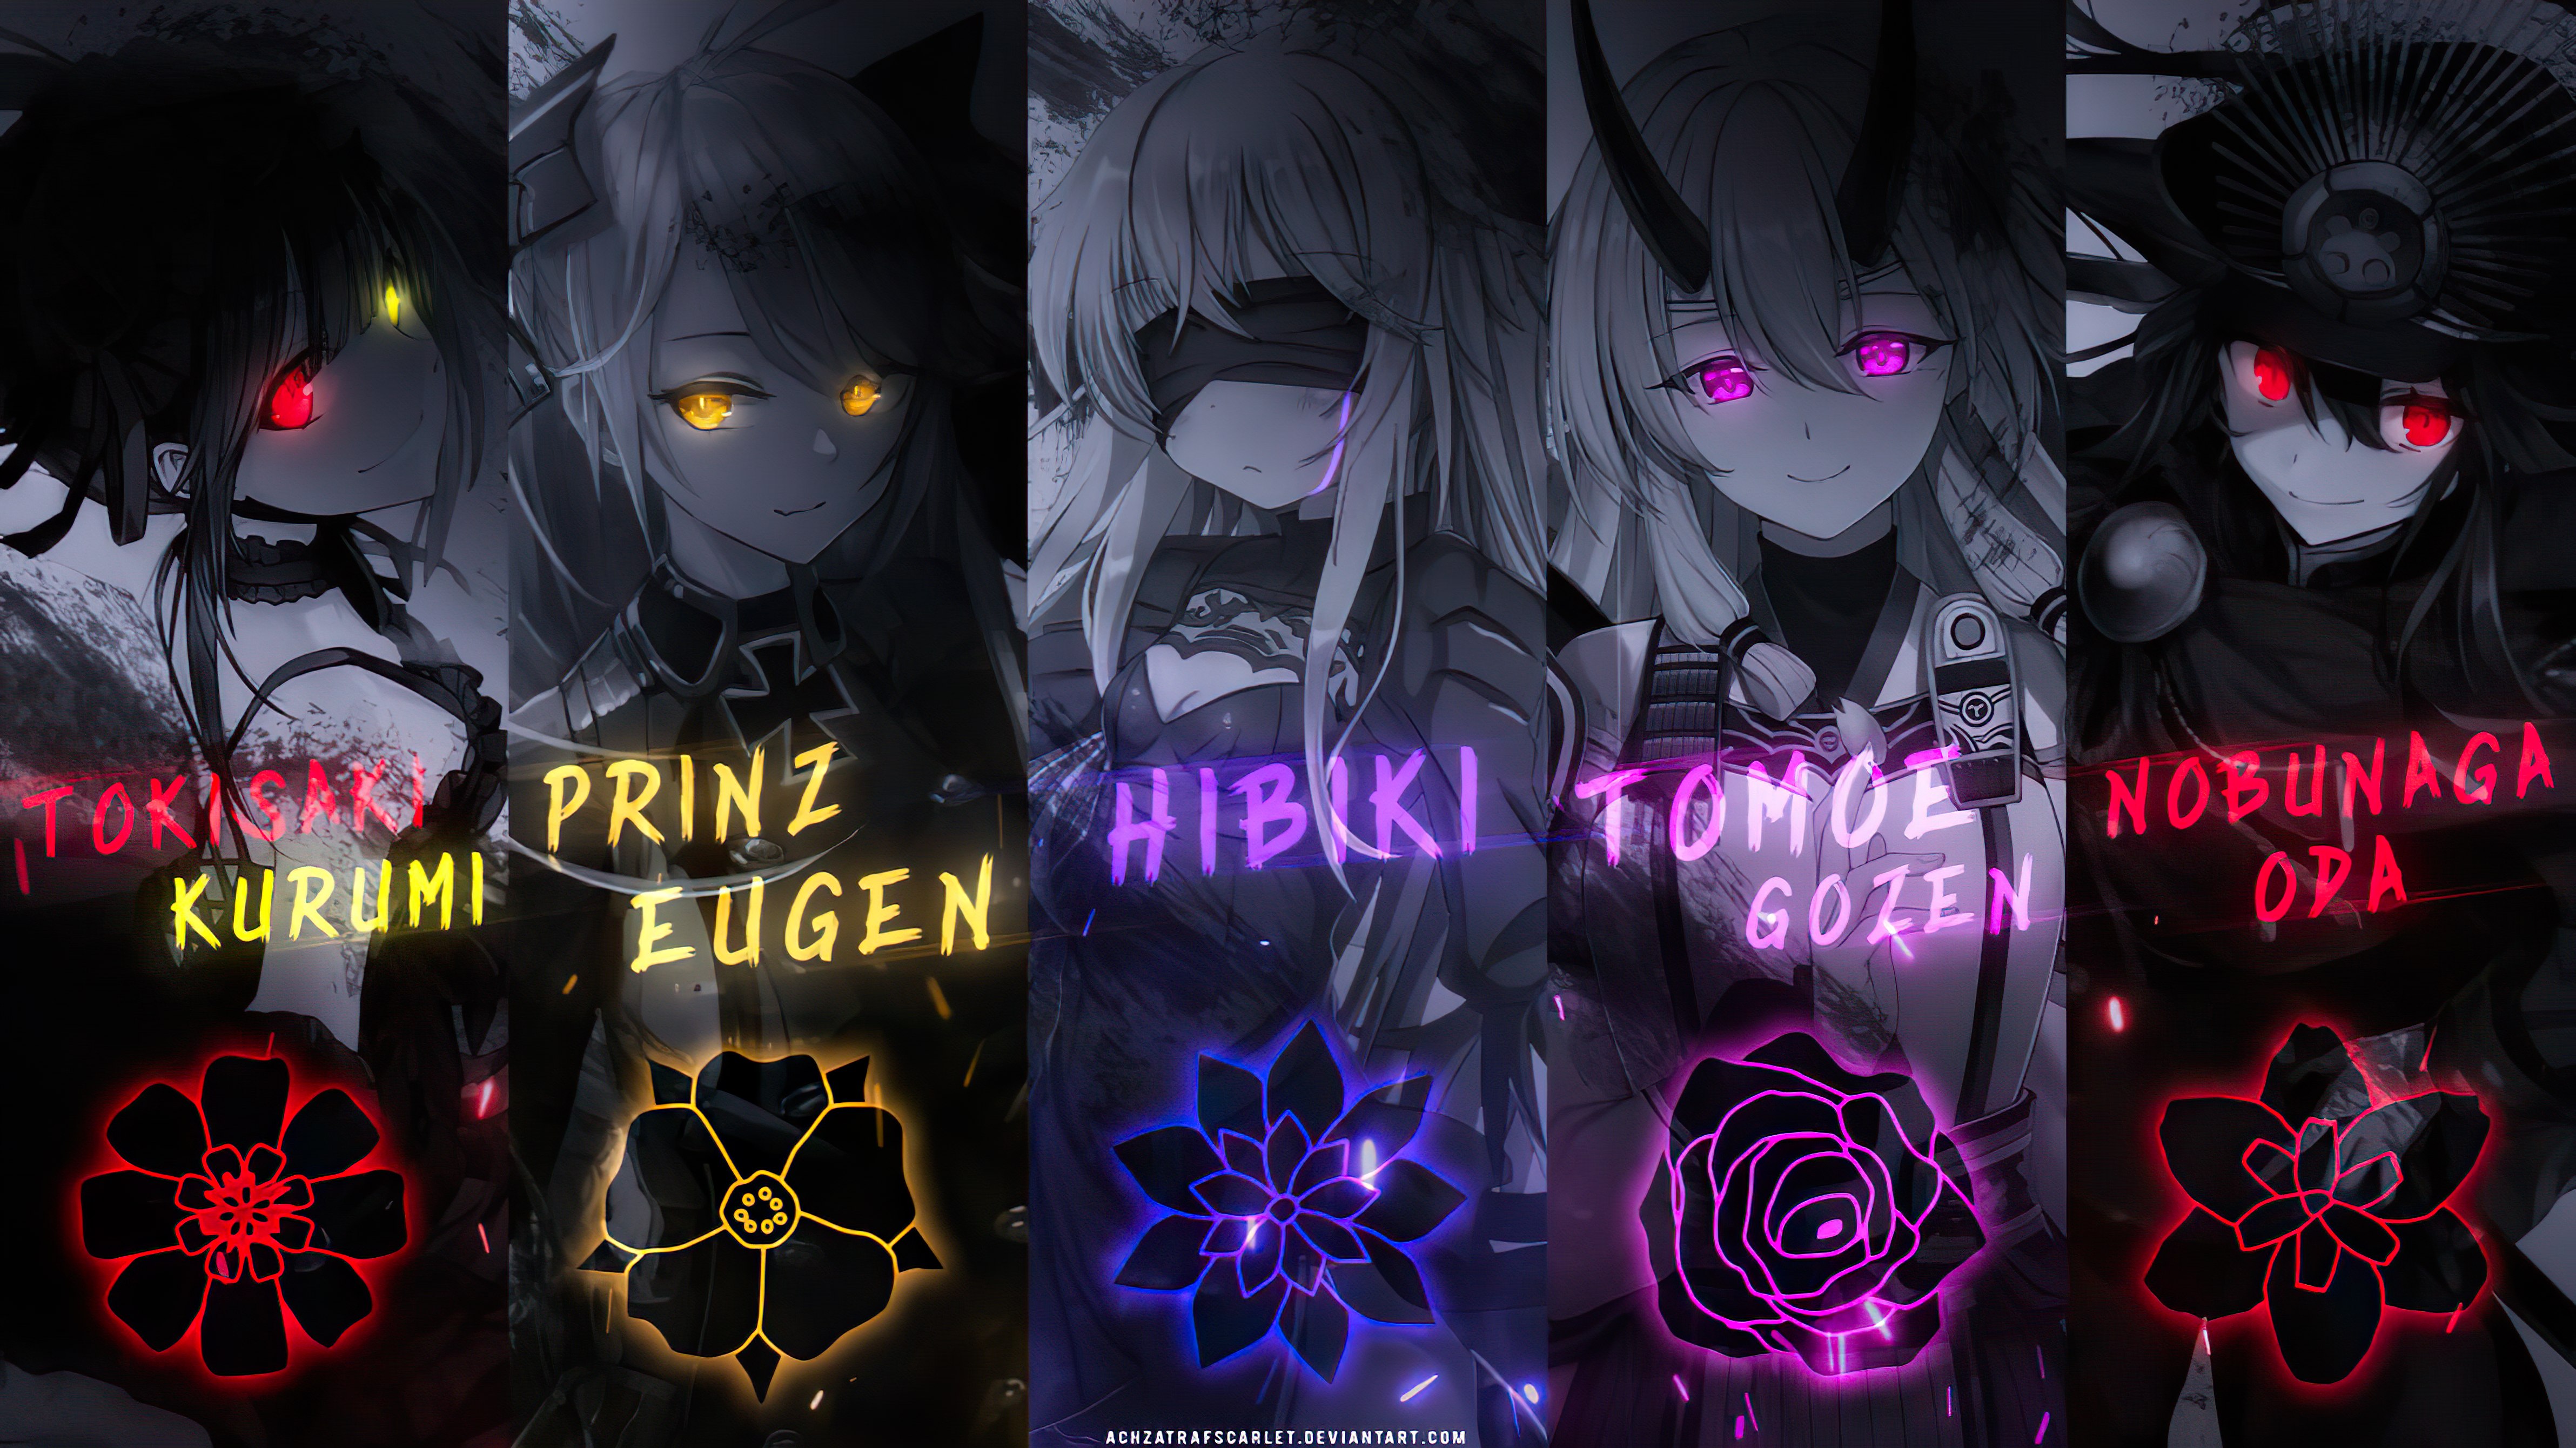 TOKISAKI
KURUMI
PRINZ
EUGEN
HIBIKI
TOMOE
GOZEN
NOBUNAGA
ODA
ACHZATRAFSCARLET.DEVIANTART.COM